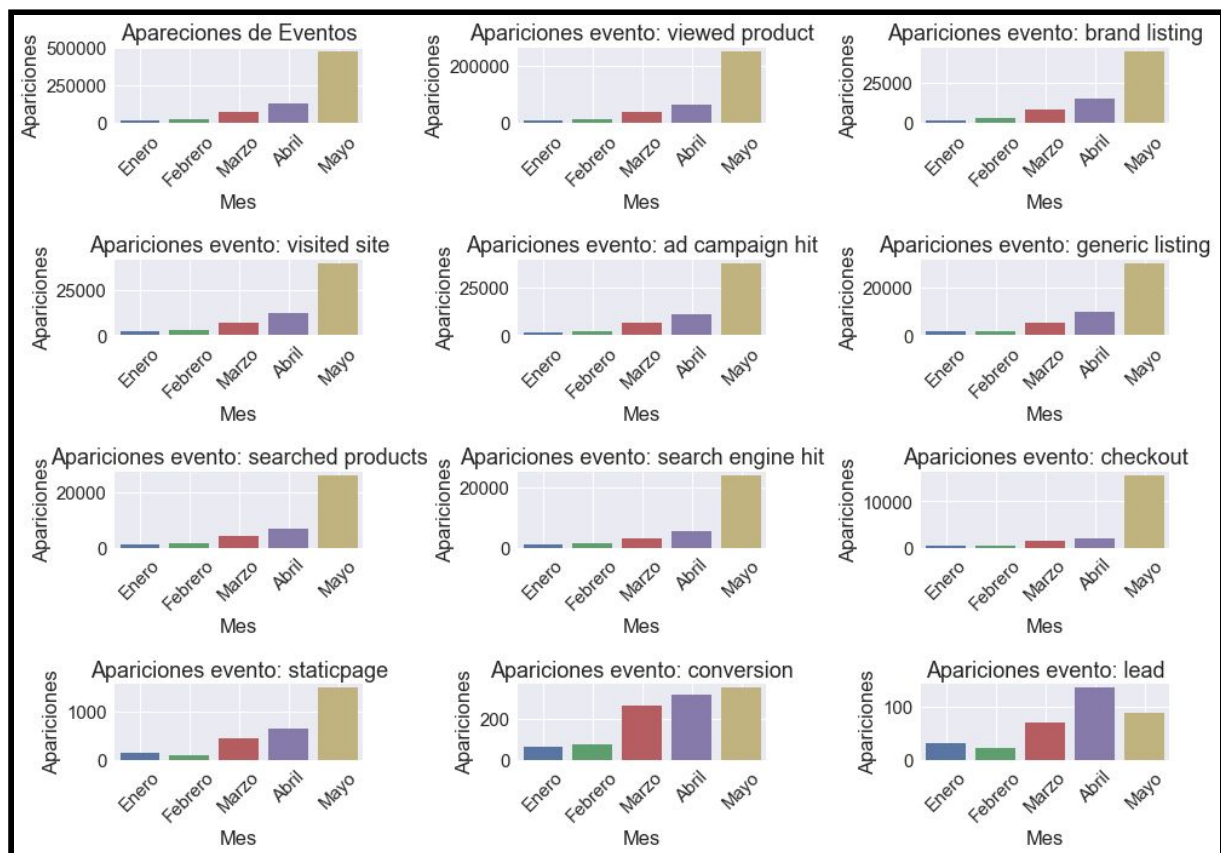 Apareciones de Eventos
Apariciones
500000
250000
0
Enero
Febrero
Marzo
Abril
Mayo
Mes
Apariciones evento: viewed product
Apariciones
200000
0
Enero
Febrero
Marzo
Abril
Mayo
Mes
Apariciones evento: brand listing
Apariciones
25000
0
Enero
Febrero
Marzo
Abril
Mayo
Mes
Apariciones evento: visited site
Apariciones
25000
0
Enero
Febrero
Marzo
Abril
Mayo
Mes
Apariciones evento: ad campaign hit
Apariciones
25000
0
Enero
Febrero
Marzo
Abril
Mayo
Mes
Apariciones evento: generic listing
Apariciones
20000
0
Enero
Febrero
Marzo
Abril
Mayo
Mes
Apariciones evento: searched products
Apariciones
20000
0
Enero
Febrero
Marzo
Abril
Mayo
Mes
Apariciones evento: search engine hit
Apariciones
20000
0
Enero
Febrero
Marzo
Abril
Mayo
Mes
Apariciones evento: checkout
Apariciones
10000
0
Enero
Febrero
Marzo
Abril
Mayo
Mes
Apariciones evento: staticpage
Apariciones
1000
0
Enero
Febrero
Marzo
Abril
Mayo
Mes
Apariciones evento: conversion
Apariciones
200
0
Enero
Febrero
Marzo
Abril
Mayo
Mes
Apariciones evento: lead
Apariciones
100
0
Enero
Febrero
Marzo
Abril
Mayo
Mes